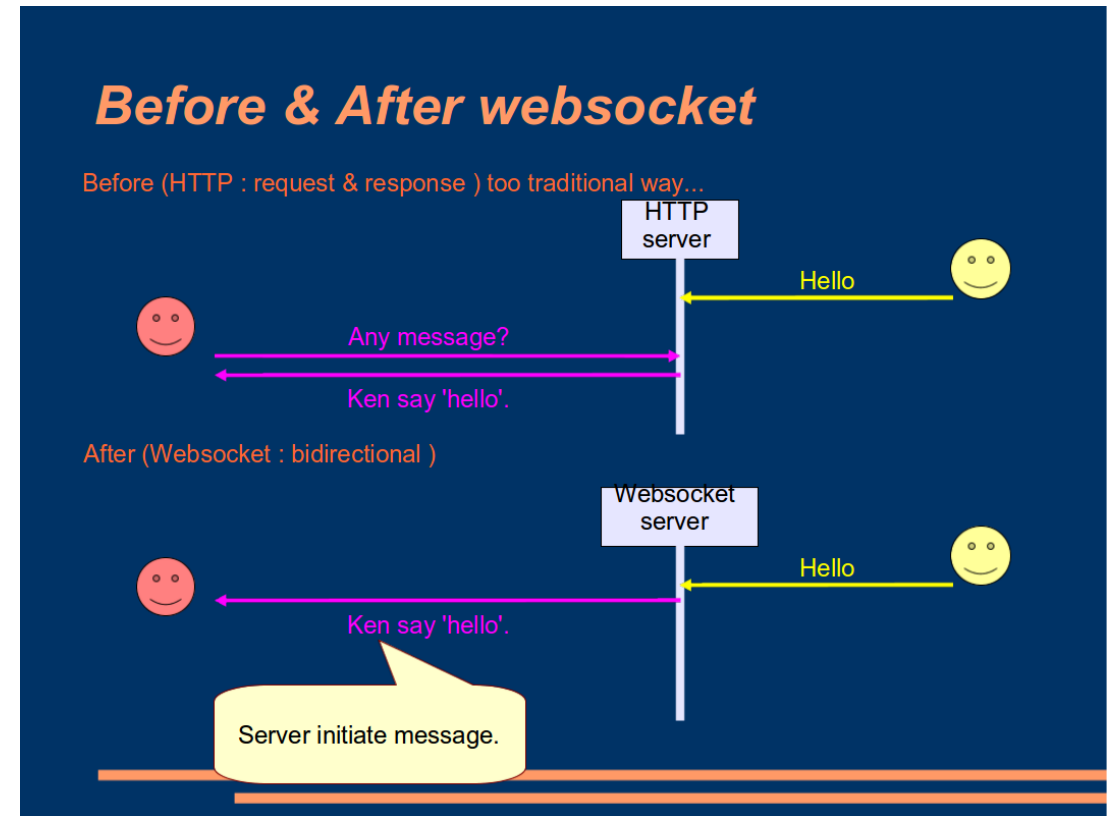 Before & After websocket
Before (HTTP : request & response ) too traditional way...
HTTP
server
Hello
Any message?
Ken say 'hello'.
After (Websocket : bidirectional )
Websocket
server
Hello
Ken say 'hello'.
Server initiate message.